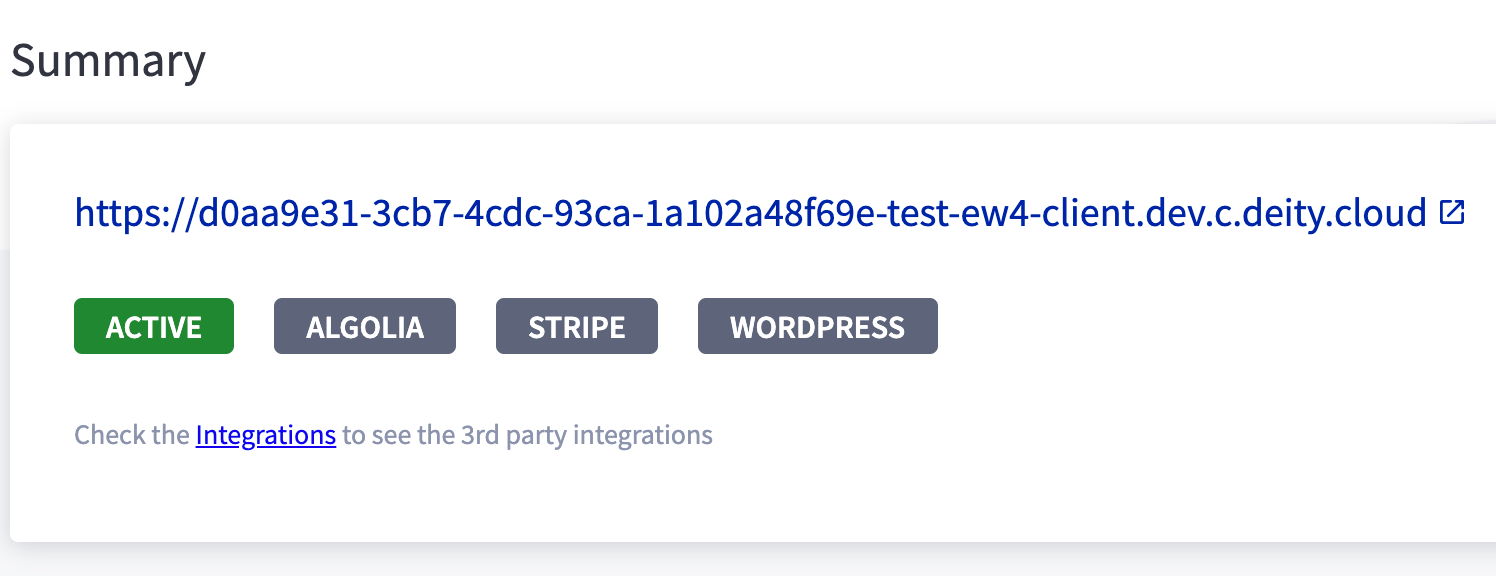 Summary
https://d0aa9e31-3cb7-4cdc-93ca-1a102a48f69e-test-ew4-client.dev.c.deity.cloud
ACTIVE ALGOLIA STRIPE WORDPRESS
Check the Integrations to see the 3rd party integrations